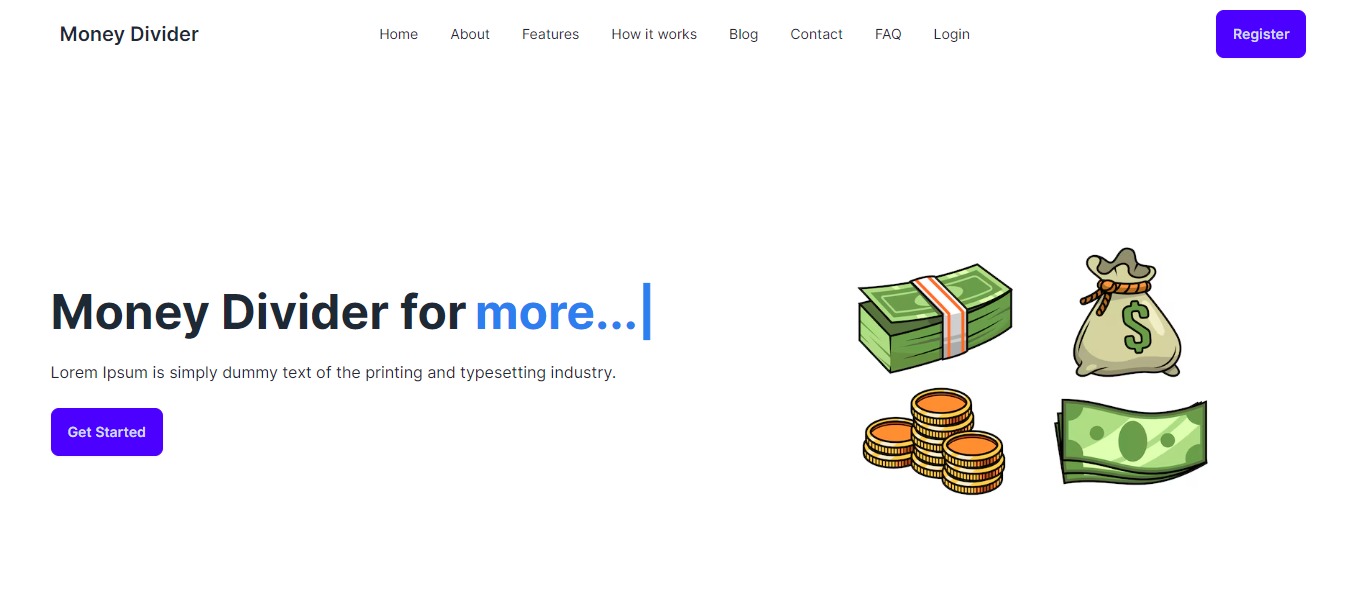 Money Divider
Home About Features How it works Blog Contact FAQ Login
Register
Money Divider for more...|
Lorem Ipsum is simply dummy text of the printing and typesetting industry.
Get Started
$